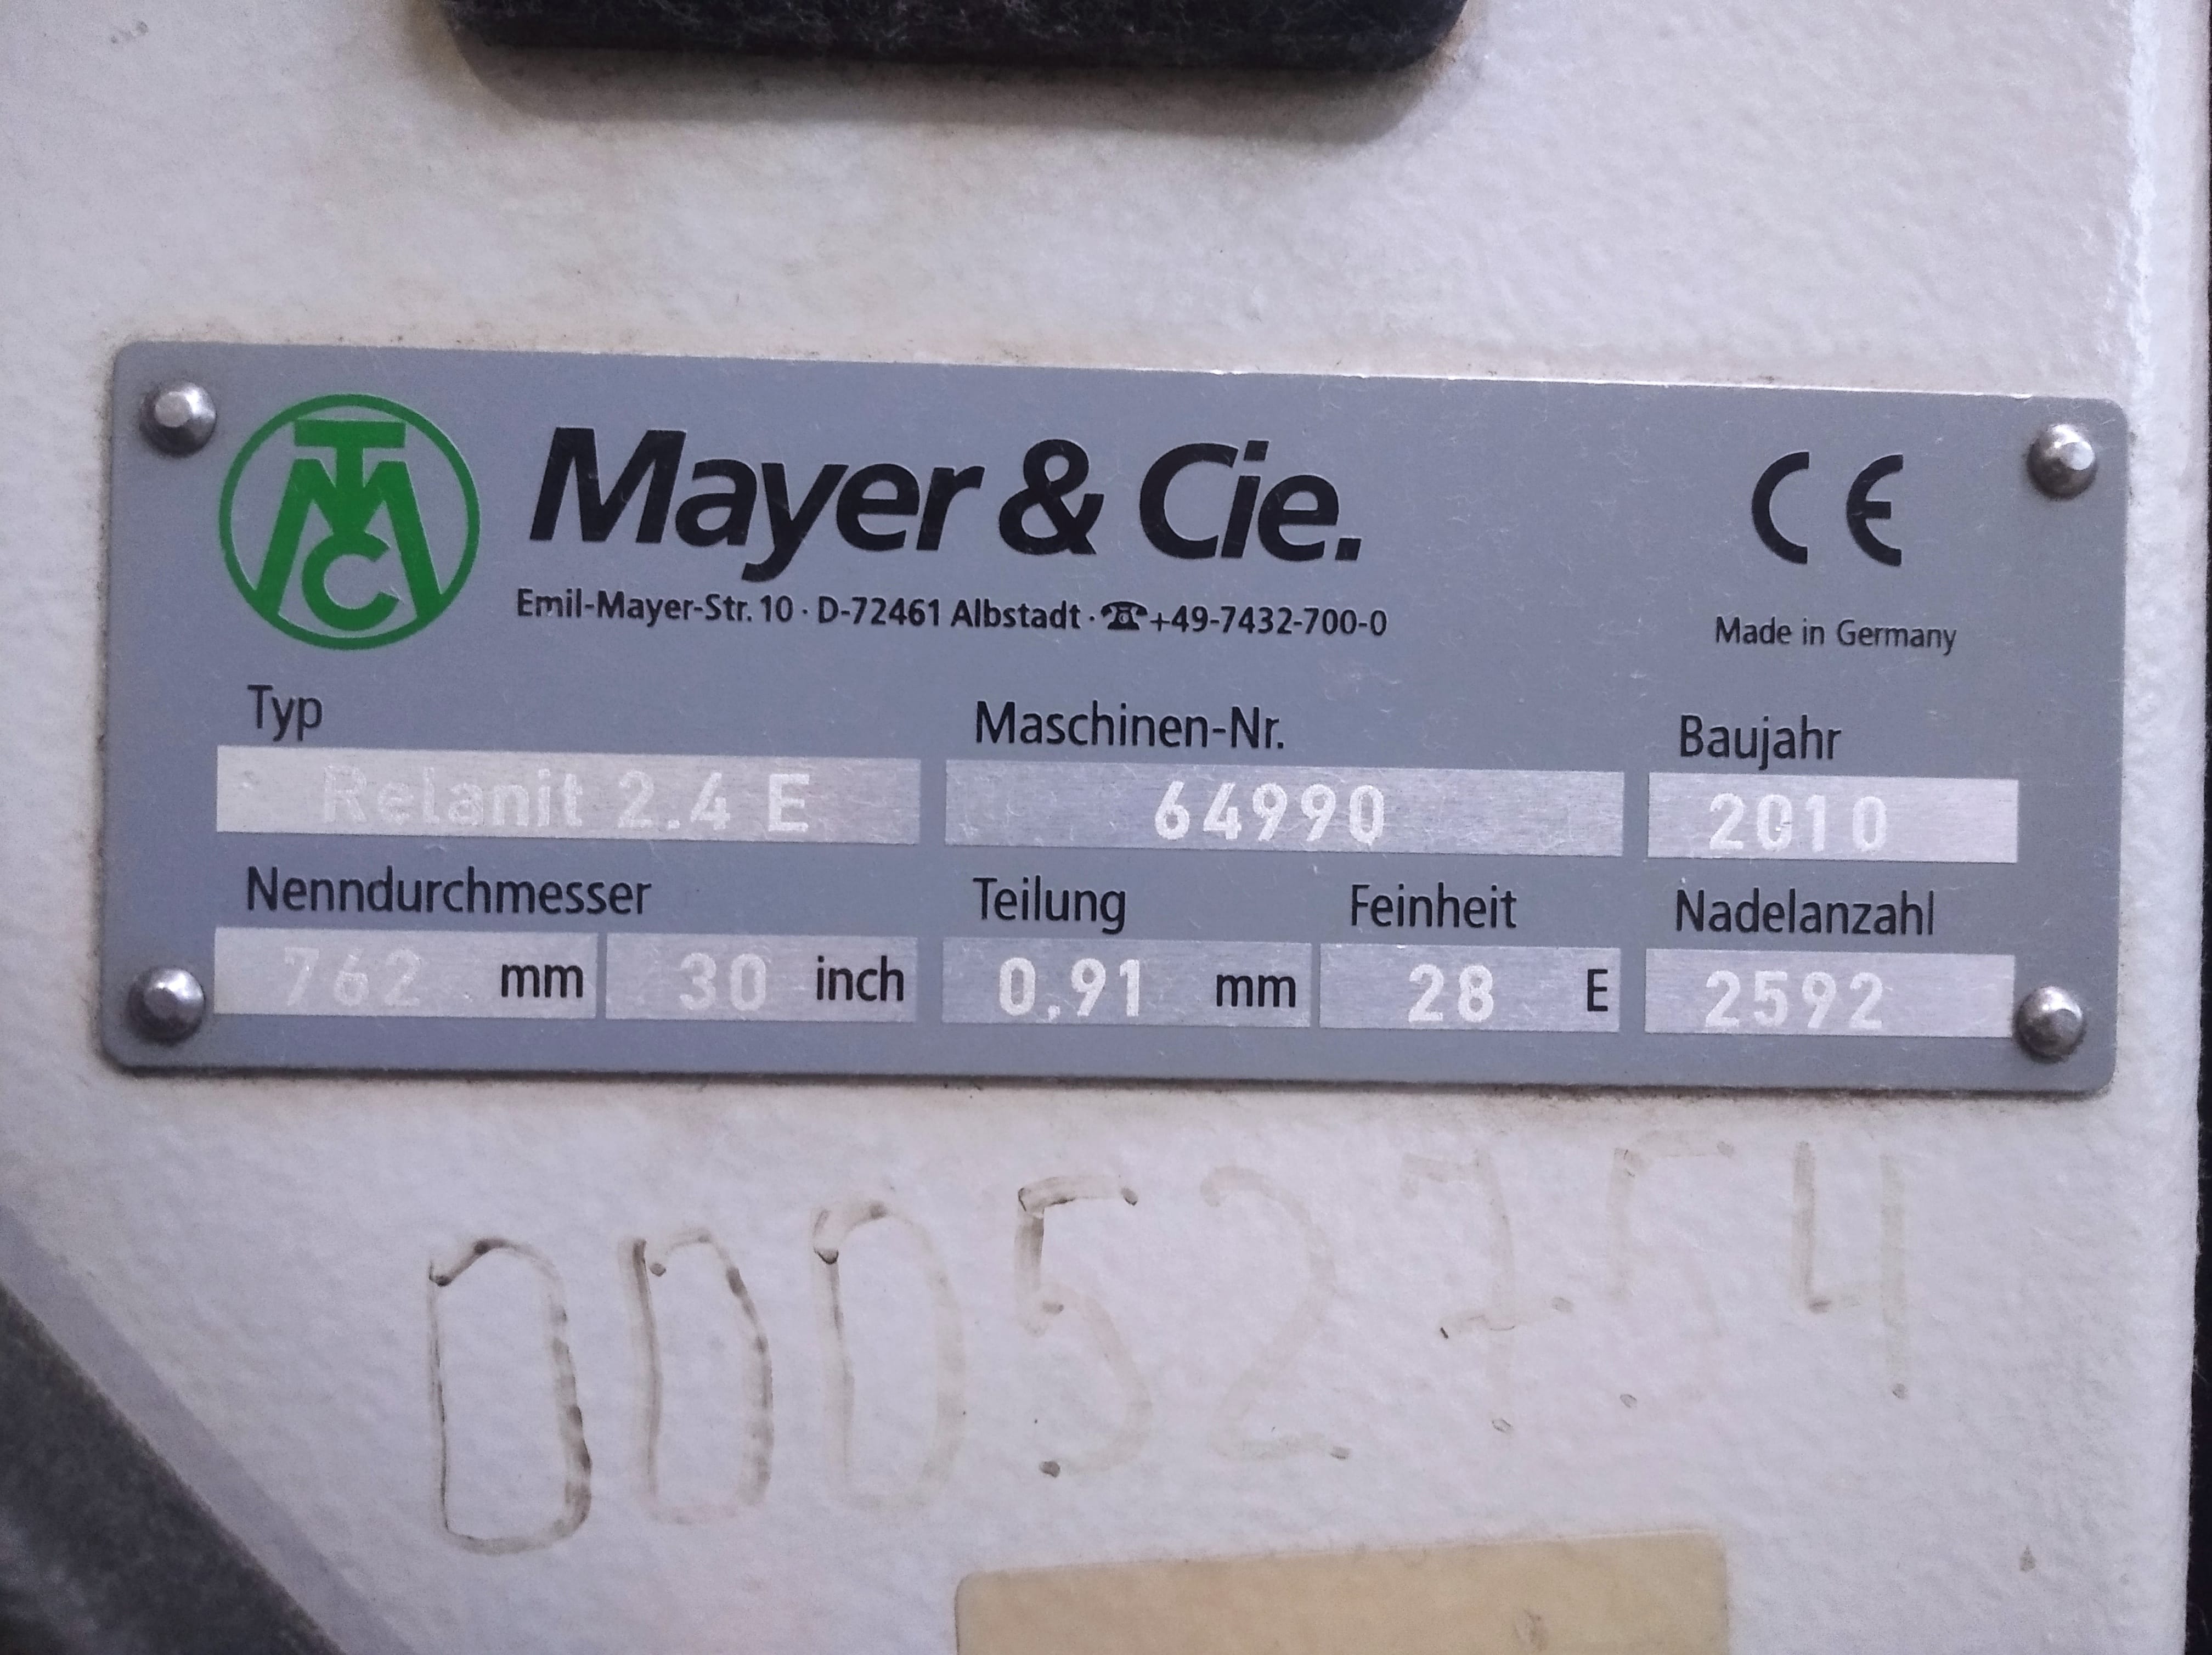 Mayer & Cie.
CE
Emil-Mayer-Str. 10 · D-72461 Albstadt · ☎+49-7432-700-0
Made in Germany
Typ Maschinen-Nr. Baujahr
Relanit 2.4 E 64990 2010
Nenndurchmesser Teilung Feinheit Nadelanzahl
762 mm 30 inch 0,91 mm 28 E 2592
00052754